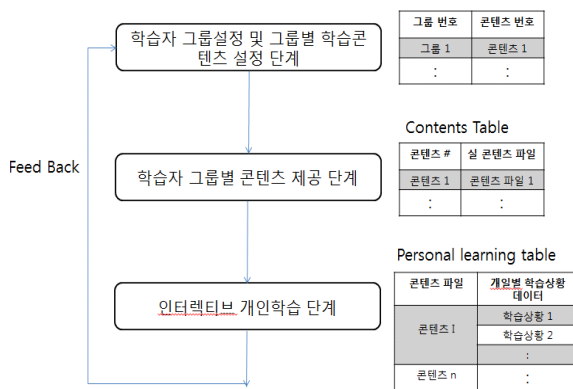 학습자 그룹설정 및 그룹별 학습콘
텐츠 설정 단계
그룹 번호 콘텐츠 번호
그룹 1 콘텐츠 1
: :
Feed Back
학습자 그룹별 콘텐츠 제공 단계
Contents Table
콘텐츠 # 실 콘텐츠 파일
콘텐츠 1 콘텐츠 파일 1
: :
인터렉티브 개인학습 단계
Personal learning table
콘텐츠 파일 개일별 학습상황
데이터
콘텐츠 I 학습상황 1
학습상황 2
:
콘텐츠 n :